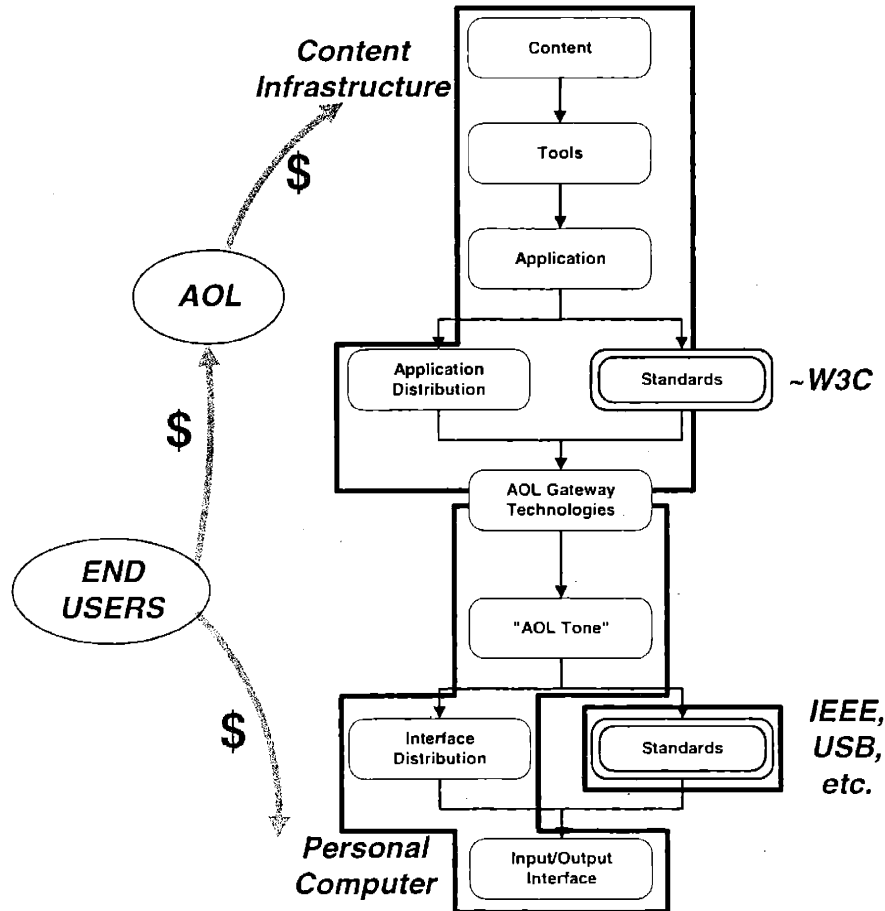 Content
Infrastructure
$
AOL
$
END
USERS
$
Personal
Computer
Content
Tools
Application
Application
Distribution
Standards
~W3C
AOL Gateway
Technologies
"AOL Tone"
Interface
Distribution
Standards
IEEE,
USB,
etc.
Input/Output
Interface